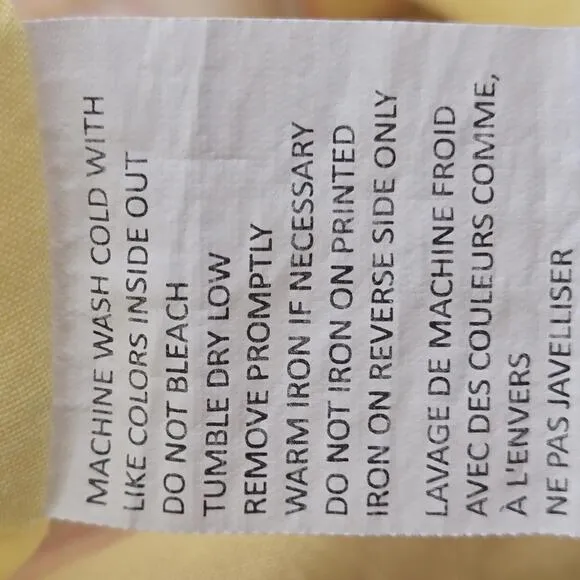 MACHINE WASH COLD WITH
LIKE COLORS INSIDE OUT
DO NOT BLEACH
TUMBLE DRY LOW
REMOVE PROMPTLY
WARM IRON IF NECESSARY
DO NOT IRON ON PRINTED
IRON ON REVERSE SIDE ONLY
LAVAGE DE MACHINE FROID
AVEC DES COULEURS COMME,
À L'ENVERS
NE PAS JAVELLISER